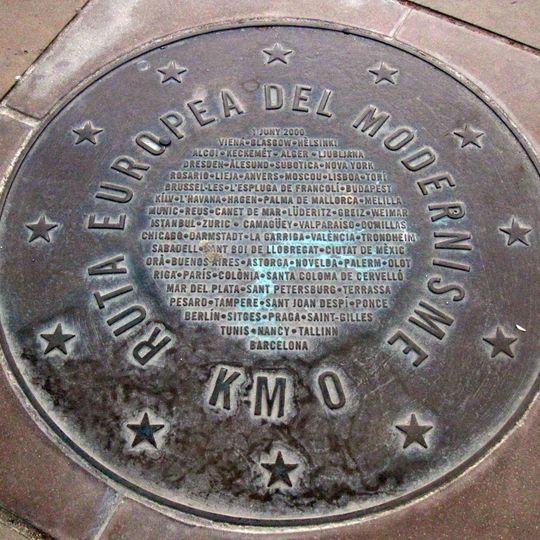 RUTA EUROPEA DEL MODERNISME
1 JUNY 2000
VIENA•GLASGOW•HELSINKI
ALCOI•KECKEMÉT•ALGER•LJUBLJANA
DRESDEN•ÅLESUND•SUBOTICA•NOVA YORK
ROSARIO•LIEJA•ANVERS•MOSCOU•LISBOA•TORÍ
BRUSSEL·LES•L'ESPLUGA DE FRANCOLÍ•BUDAPEST
KÍIV•L'HAVANA•HAGEN•PALMA DE MALLORCA•MELILLA
MUNIC•REUS•CANET DE MAR•LÜDERITZ•GREIZ•WEIMAR
ISTANBUL•ZURIC•CAMAGÜEY•VALPARAISO•COMILLAS
CHICAGO•DARMSTADT•LA GARRIGA•VALÈNCIA•TRONDHEIM
SABADELL•SANT BOI DE LLOBREGAT•CIUTAT DE MÈXIC
ORÀ•BUENOS AIRES•ASTORGA•NOVELDA•PALERM•OLOT
RIGA•PARÍS•COLÒNIA•SANTA COLOMA DE CERVELLÓ
MAR DEL PLATA•SANT PETERSBURG•TERRASSA
PESARO•TAMPERE•SANT JOAN DESPÍ•PONCE
BERLÍN•SITGES•PRAGA•SAINT-GILLES
TUNIS•NANCY•TALLINN
BARCELONA
KM 0